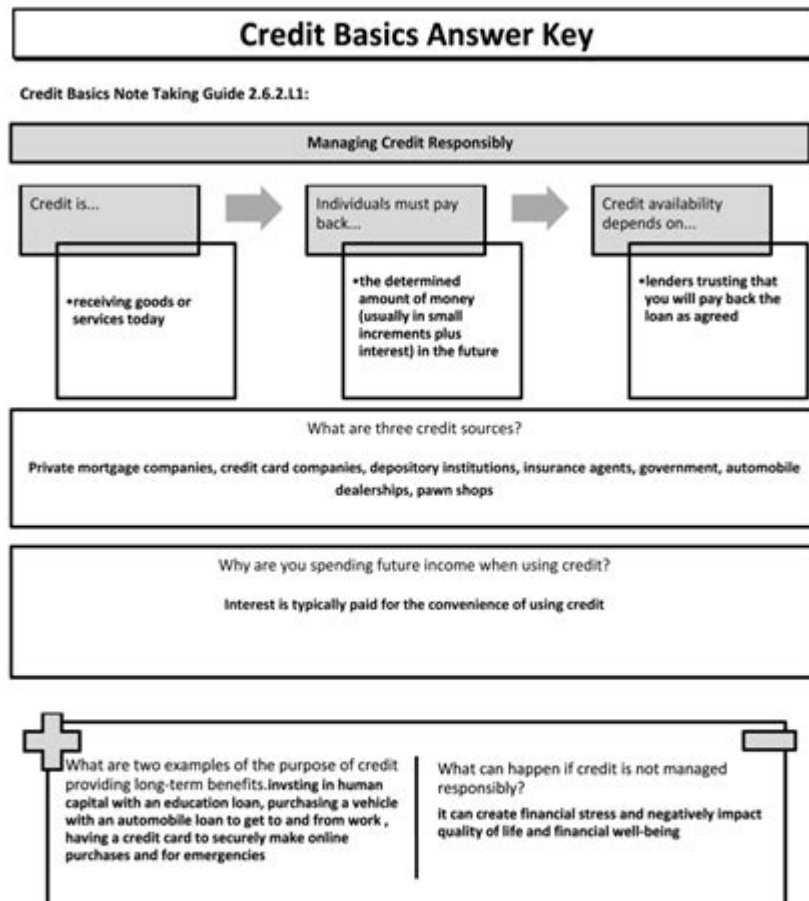 Credit Basics Answer Key
Credit Basics Note Taking Guide 2.6.2.L1:
Managing Credit Responsibly
Credit is...
•receiving goods or
services today
Individuals must pay
back...
•the determined
amount of money
(usually in small
increments plus
interest) in the future
Credit availability
depends on...
•lenders trusting that
you will pay back the
loan as agreed
What are three credit sources?
Private mortgage companies, credit card companies, depository institutions, insurance agents, government, automobile
dealerships, pawn shops
Why are you spending future income when using credit?
Interest is typically paid for the convenience of using credit
What are two examples of the purpose of credit
providing long-term benefits.invsting in human
capital with an education loan, purchasing a vehicle
with an automobile loan to get to and from work ,
having a credit card to securely make online
purchases and for emergencies
What can happen if credit is not managed
responsibly?
it can create financial stress and negatively impact
quality of life and financial well-being